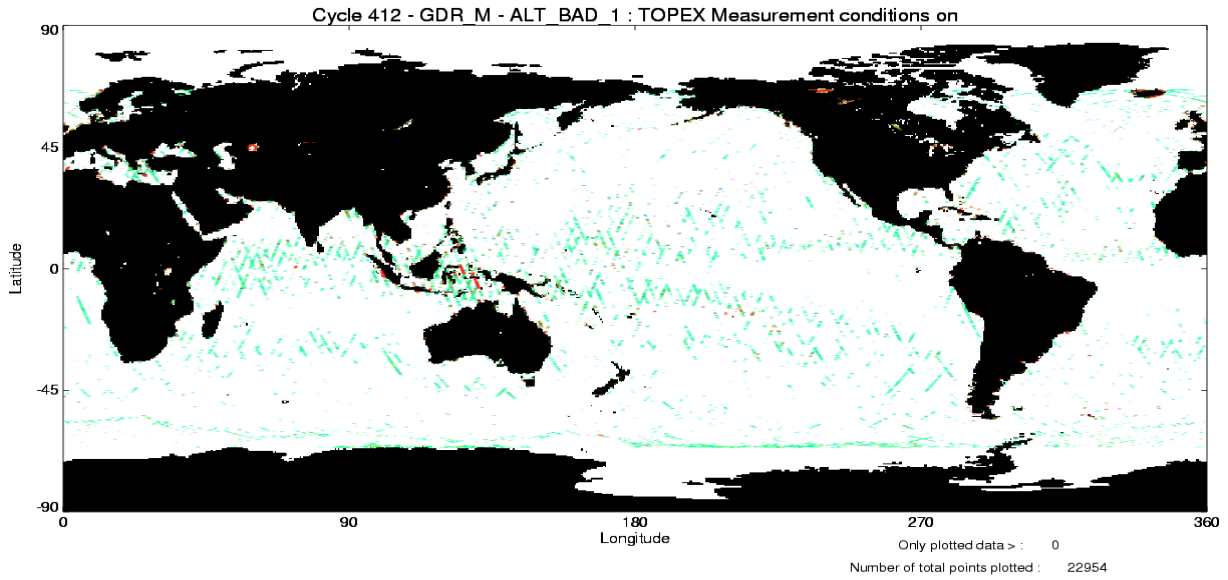 Cycle 412 - GDR_M - ALT_BAD_1 : TOPEX Measurement conditions on
90
45
0
-45
-90
Latitude
0 90 180 270 360
Longitude
Only plotted data > : 0
Number of total points plotted : 22954